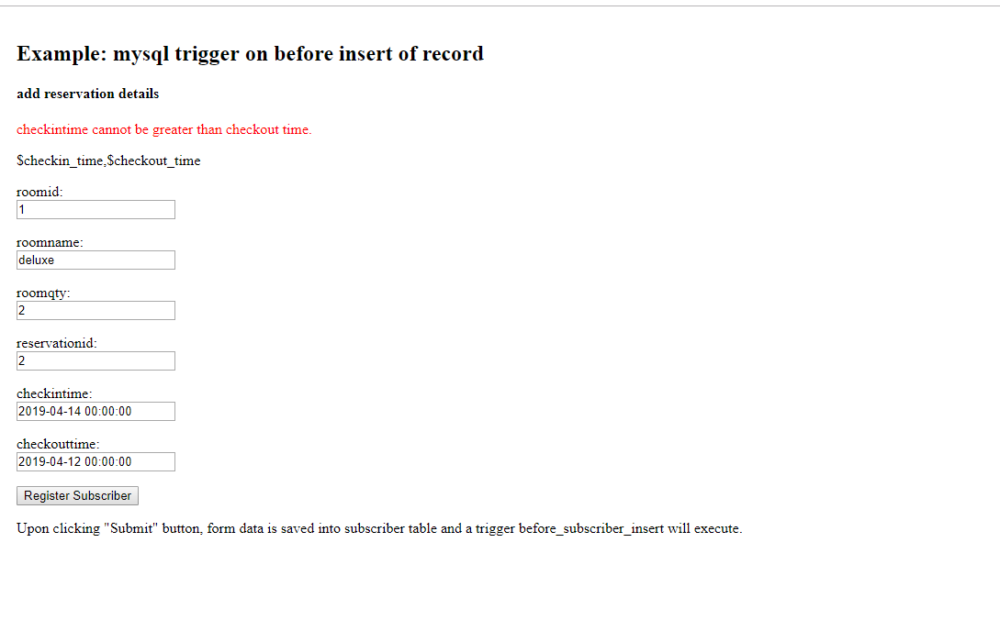 Example: mysql trigger on before insert of record
add reservation details
checkintime cannot be greater than checkout time.
$checkin_time,$checkout_time
roomid:
1
roomname:
deluxe
roomqty:
2
reservationid:
2
checkintime:
2019-04-14 00:00:00
checkouttime:
2019-04-12 00:00:00
Register Subscriber
Upon clicking "Submit" button, form data is saved into subscriber table and a trigger before_subscriber_insert will execute.